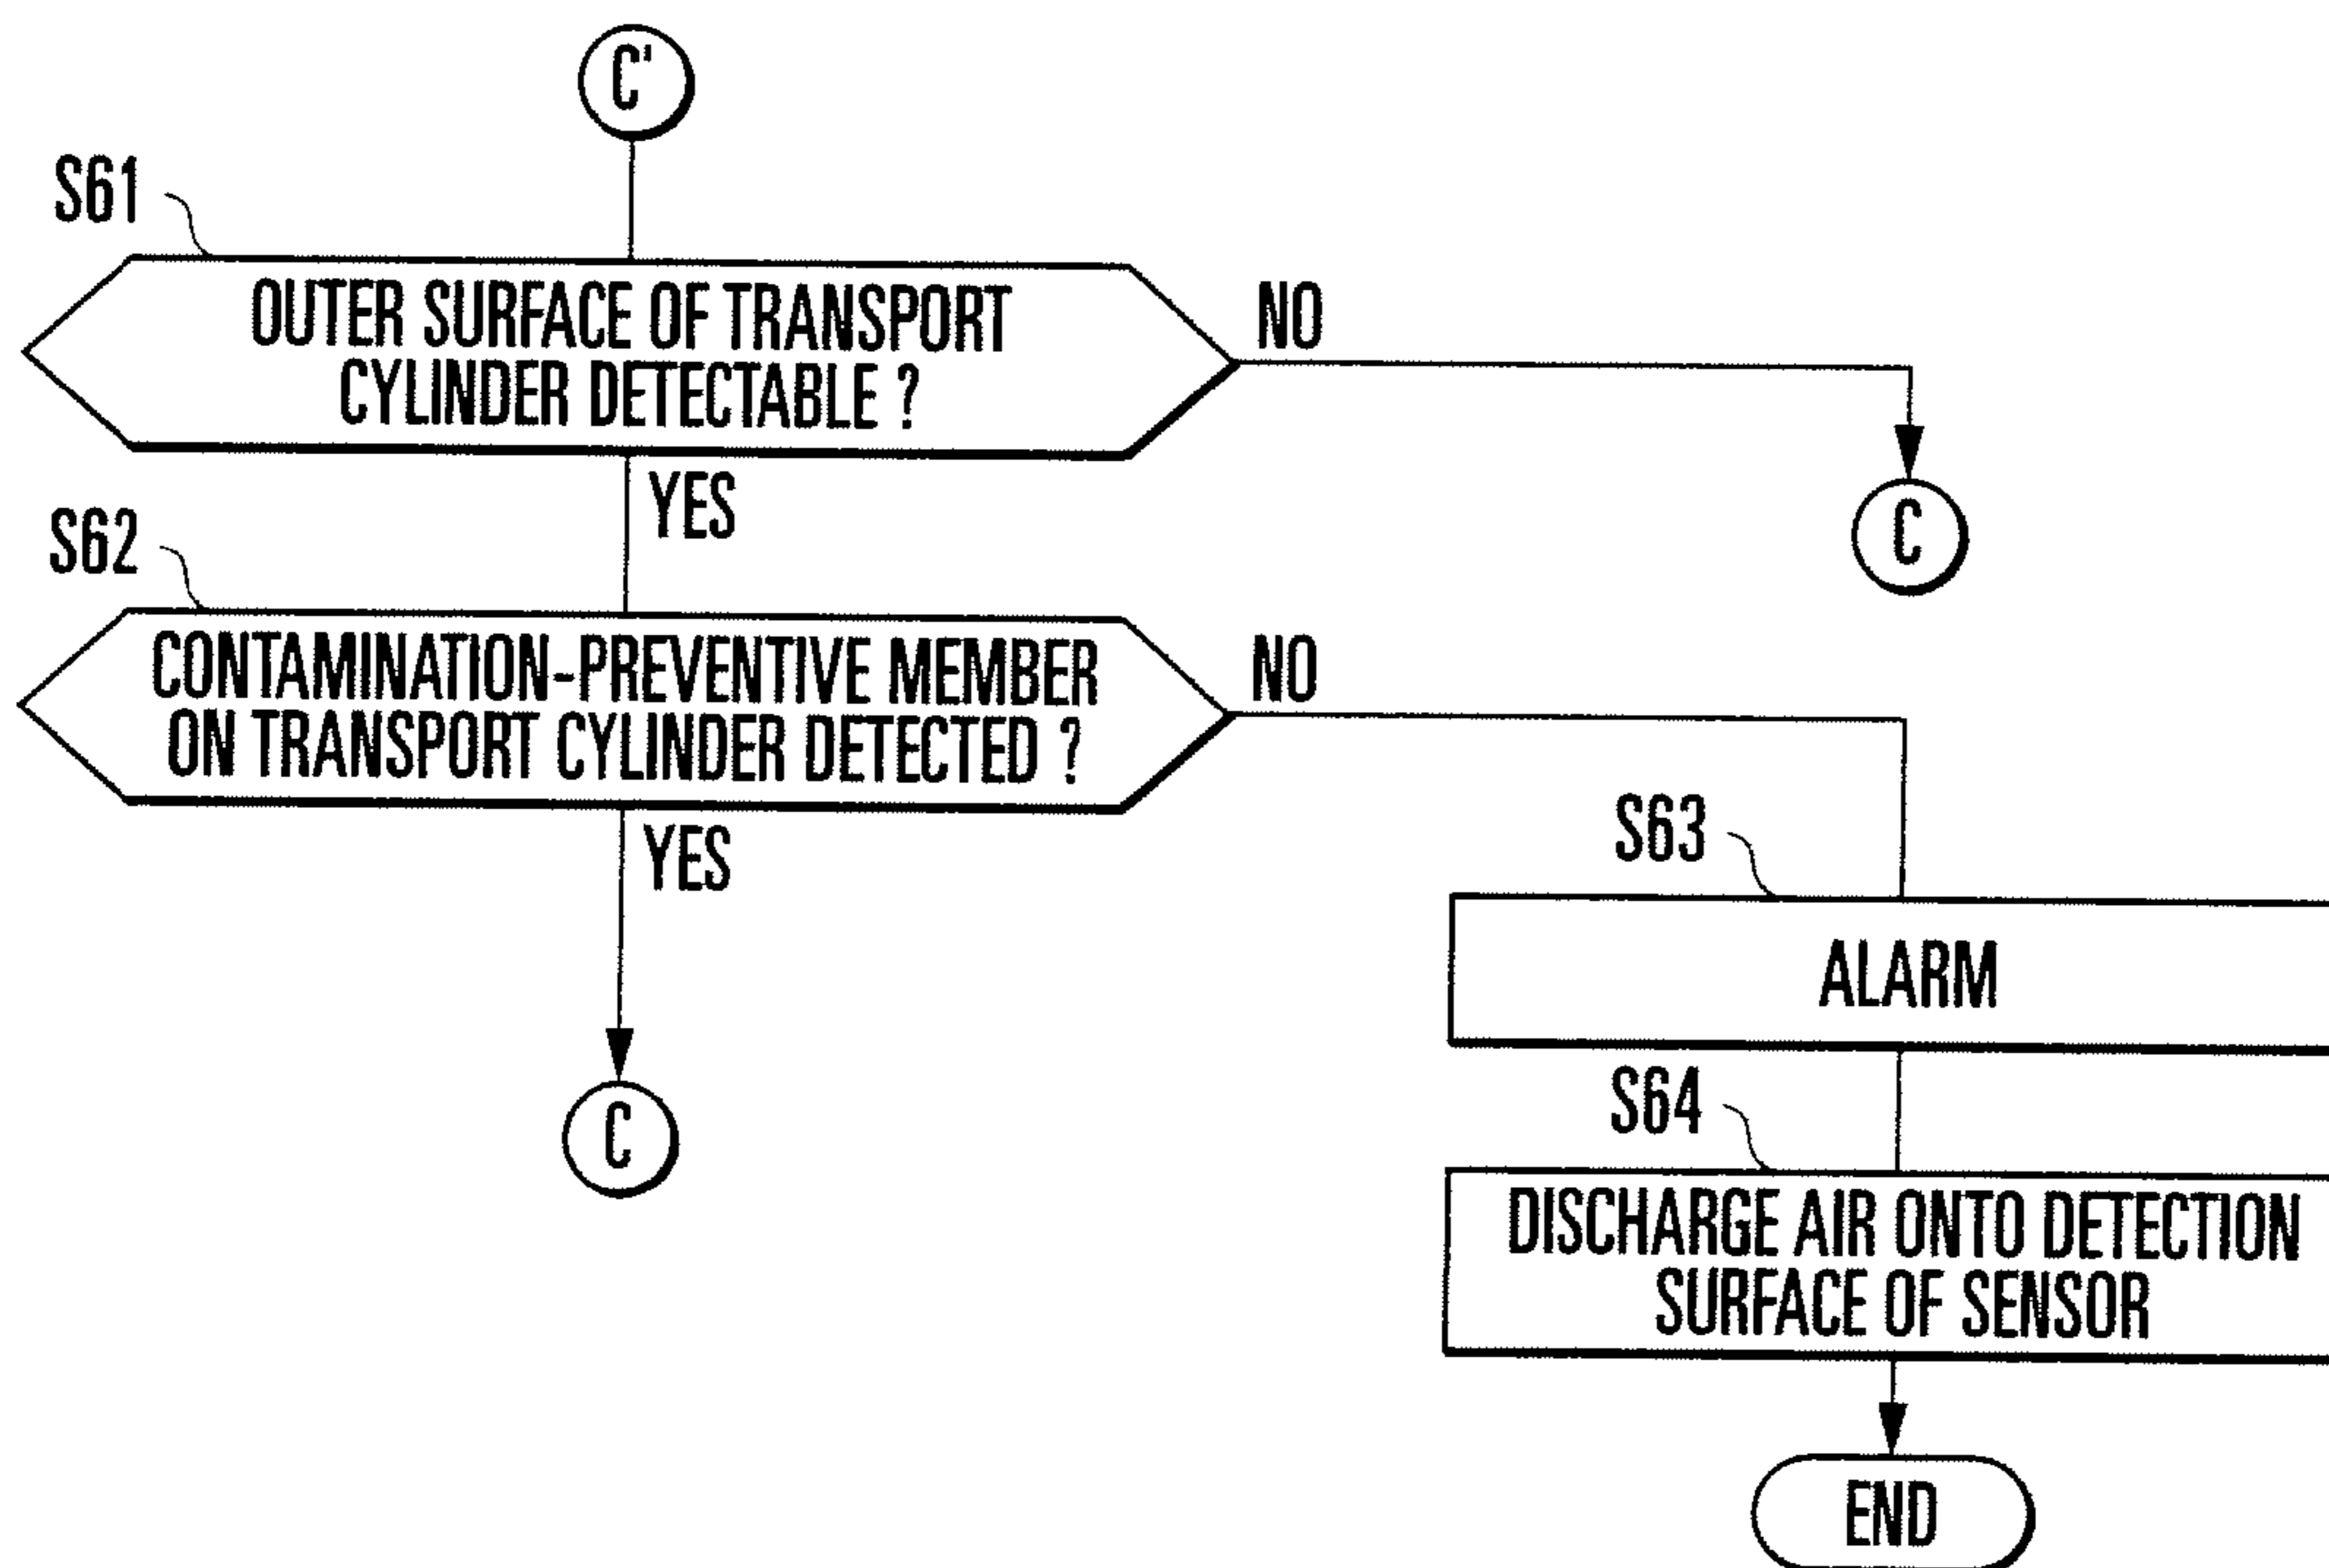 C'
S61
OUTER SURFACE OF TRANSPORT
CYLINDER DETECTABLE ?
NO
YES
C
S62
CONTAMINATION-PREVENTIVE MEMBER
ON TRANSPORT CYLINDER DETECTED ?
NO
YES
S63
ALARM
C
S64
DISCHARGE AIR ONTO DETECTION
SURFACE OF SENSOR
END